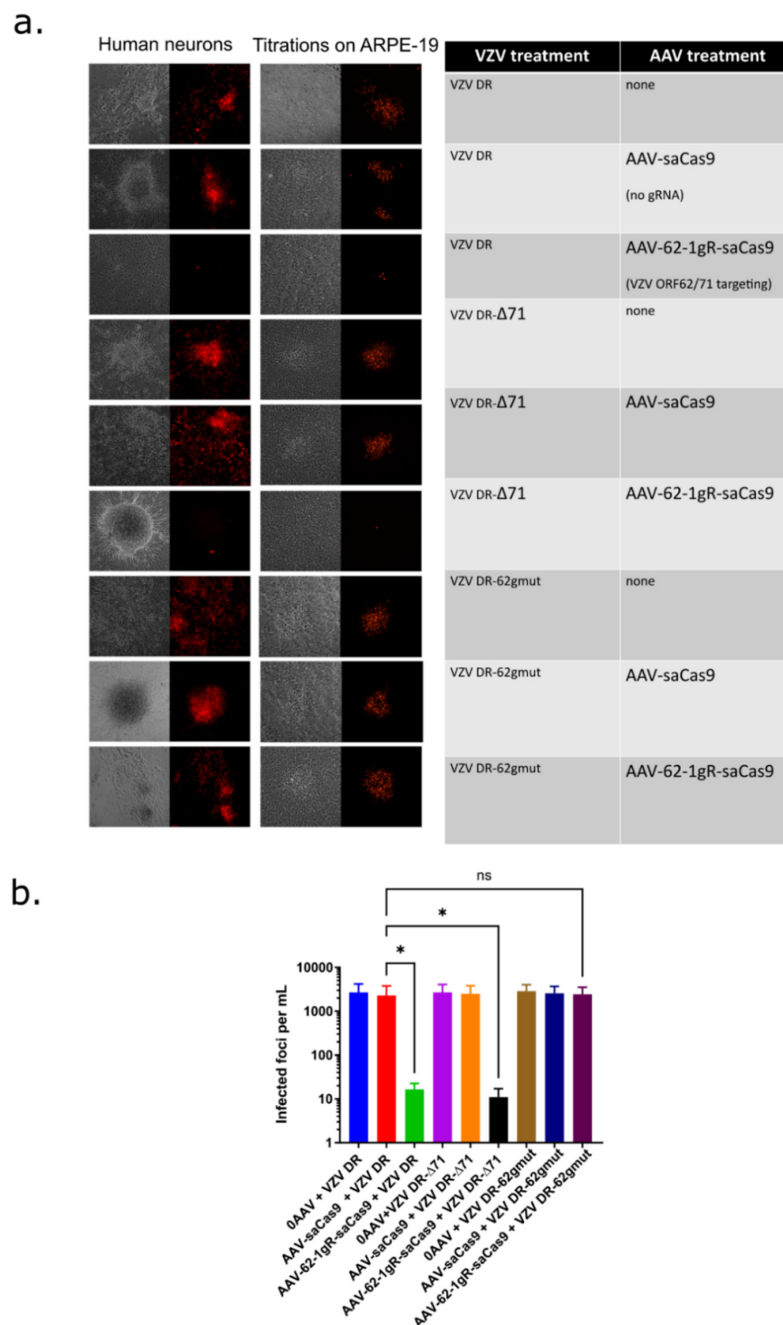 a.
Human neurons
Titrations on ARPE-19
VZV treatment
AAV treatment
VZV DR
none
VZV DR
AAV-saCas9
(no gRNA)
VZV DR
AAV-62-1gR-saCas9
(VZV ORF62/71 targeting)
VZV DR-Δ71
none
VZV DR-Δ71
AAV-saCas9
VZV DR-Δ71
AAV-62-1gR-saCas9
VZV DR-62gmut
none
VZV DR-62gmut
AAV-saCas9
VZV DR-62gmut
AAV-62-1gR-saCas9
b.
ns
*
*
Infected foci per mL
10000
1000
100
10
1
0AAV + VZV DR
AAV-saCas9 + VZV DR
AAV-62-1gR-saCas9 + VZV DR
0AAV+VZV DR-Δ71
AAV-saCas9 + VZV DR-Δ71
AAV-62-1gR-saCas9 + VZV DR-Δ71
0AAV + VZV DR-62gmut
AAV-saCas9 + VZV DR-62gmut
AAV-62-1gR-saCas9 + VZV DR-62gmut